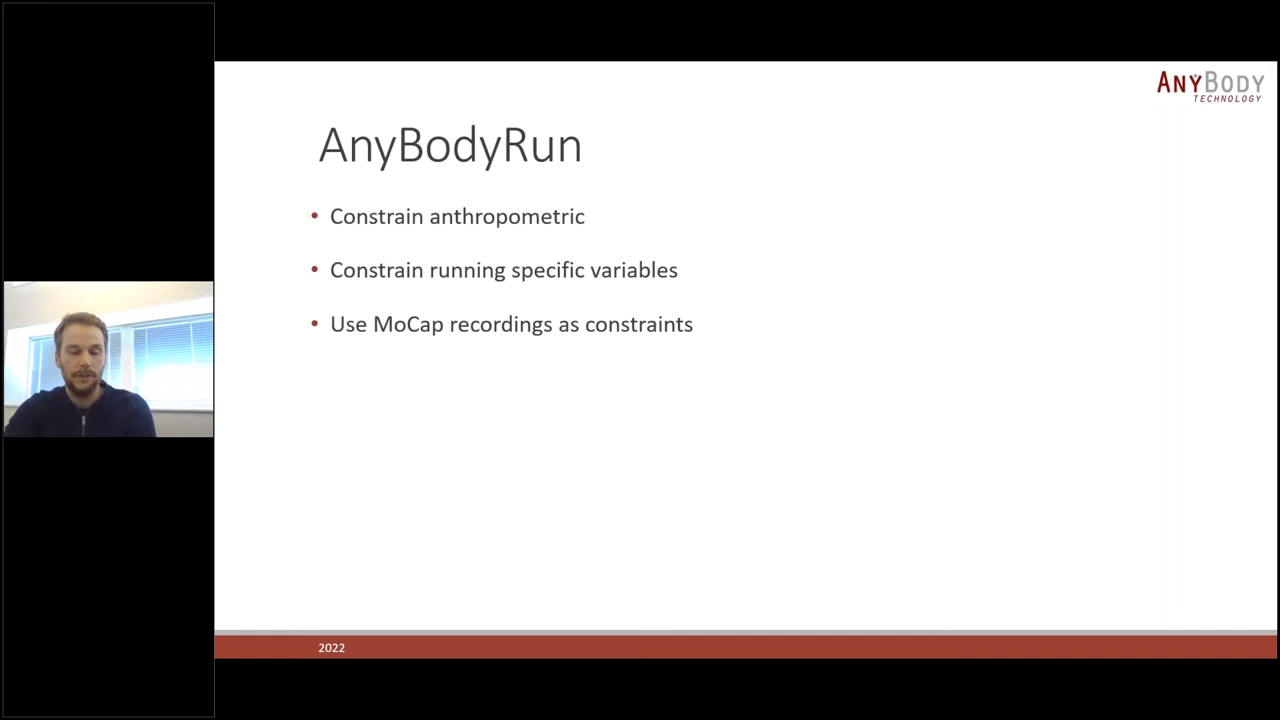 ANYBODY
TECHNOLOGY
AnyBodyRun
• Constrain anthropometric
• Constrain running specific variables
• Use MoCap recordings as constraints
2022